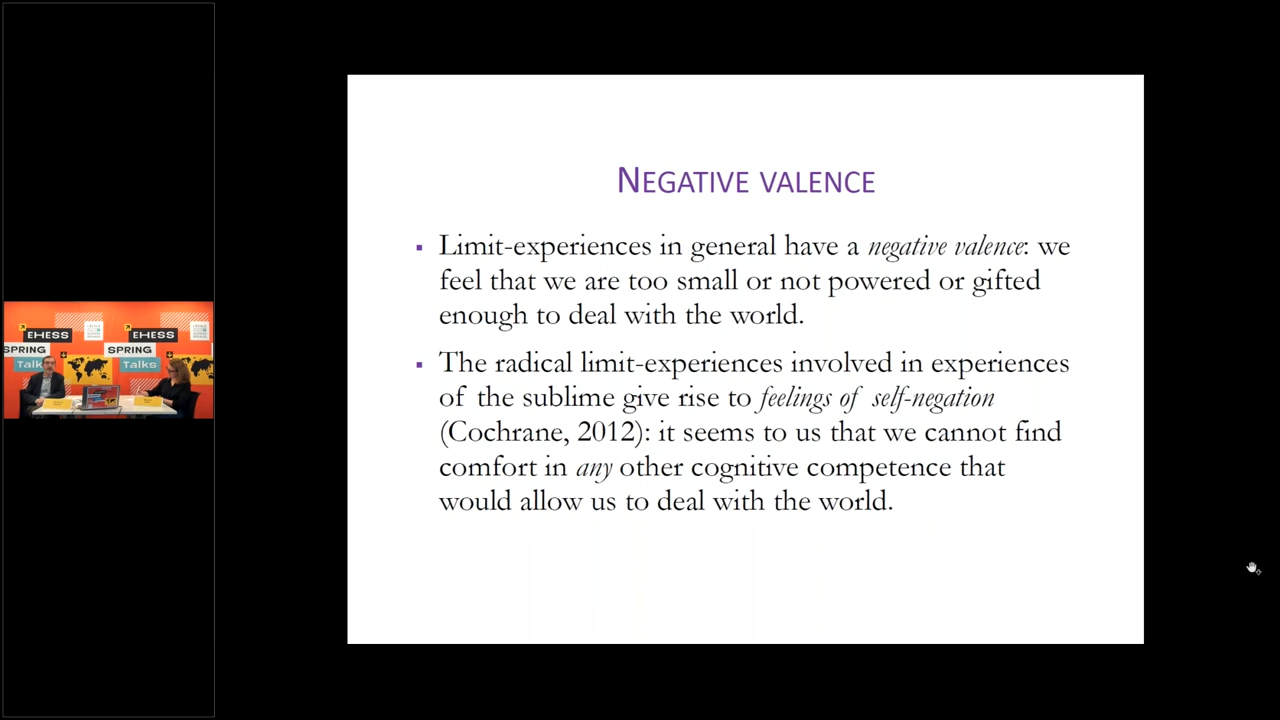 NEGATIVE VALENCE
▪ Limit-experiences in general have a negative valence: we
feel that we are too small or not powered or gifted
enough to deal with the world.
▪ The radical limit-experiences involved in experiences
of the sublime give rise to feelings of self-negation
(Cochrane, 2012): it seems to us that we cannot find
comfort in any other cognitive competence that
would allow us to deal with the world.
EHESS
EHESS
SPRING
SPRING
Talks
Talks